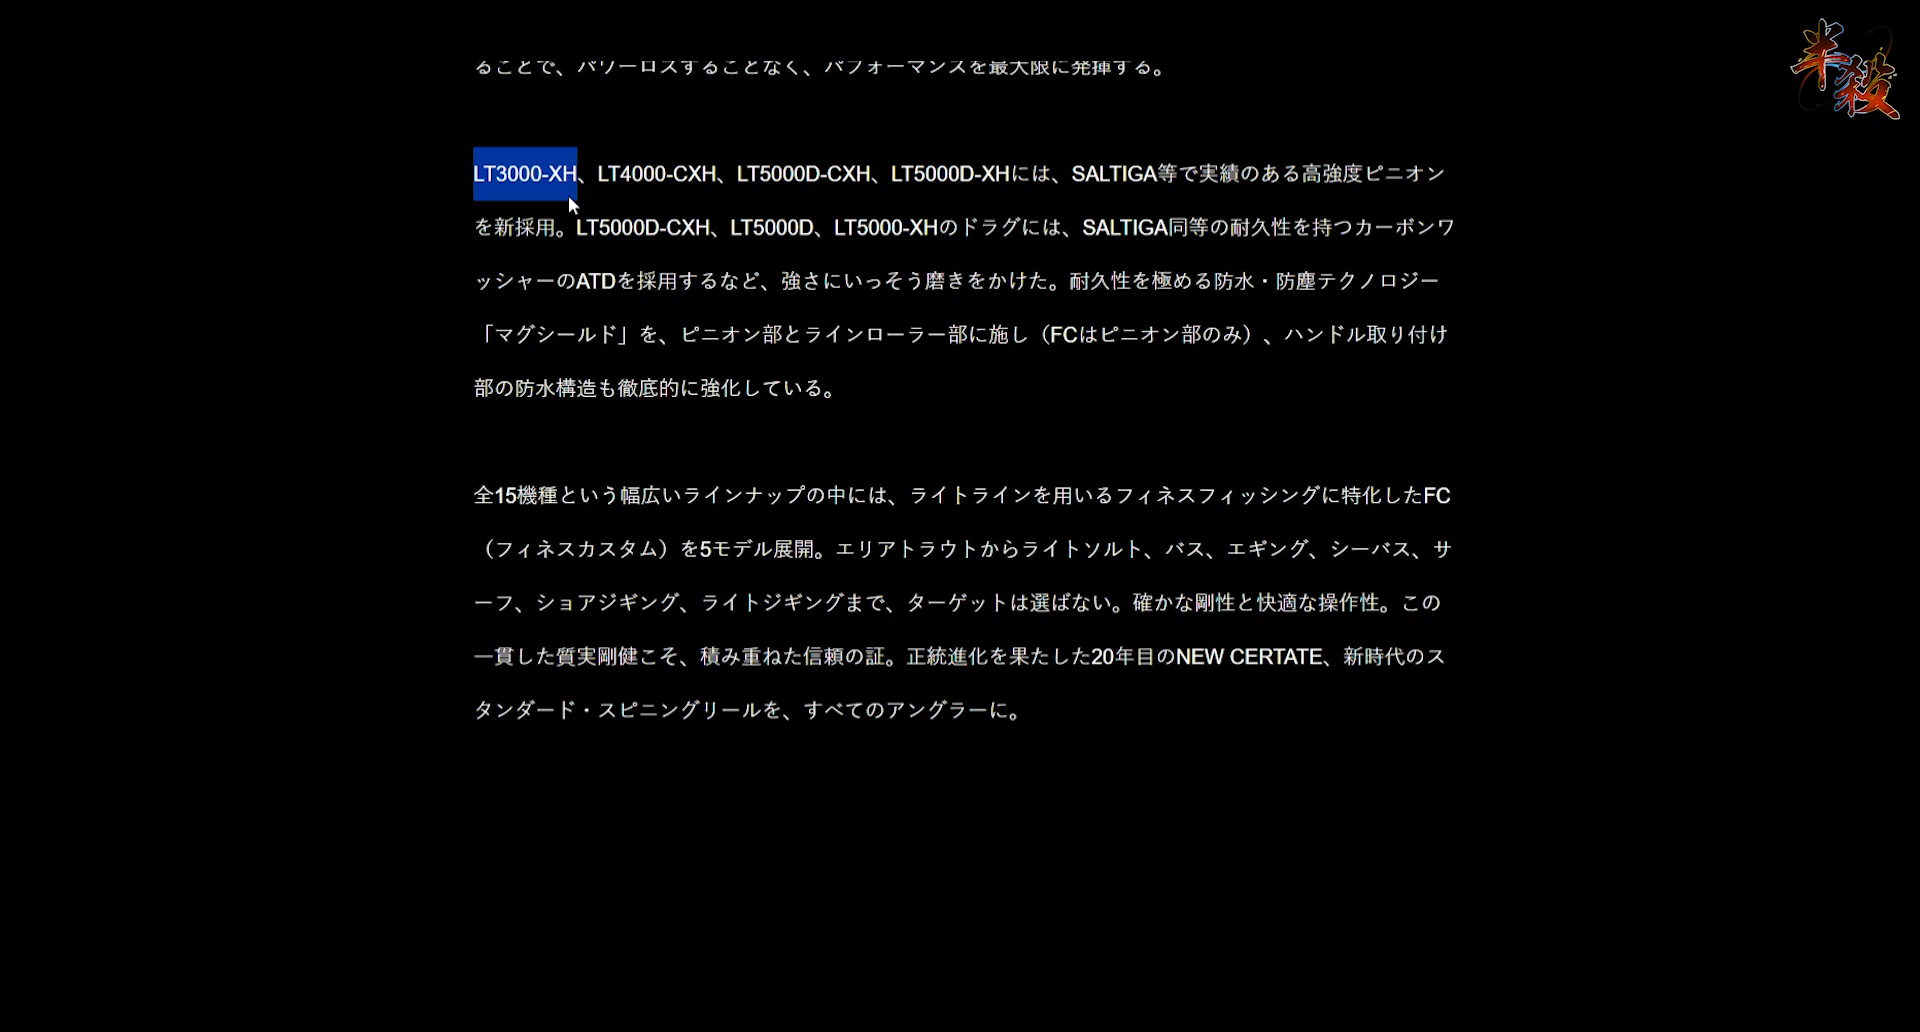 ることで、パワーロスすることなく、パフォーマンスを最大限に発揮する。
LT3000-XH、LT4000-CXH、LT5000D-CXH、LT5000D-XHには、SALTIGA等で実績のある高強度ピニオン
を新採用。LT5000D-CXH、LT5000D、LT5000-XHのドラグには、SALTIGA同等の耐久性を持つカーボンワ
ッシャーのATDを採用するなど、強さにいっそう磨きをかけた。耐久性を極める防水・防塵テクノロジー
「マグシールド」を、ピニオン部とラインローラー部に施し（FCはピニオン部のみ）、ハンドル取り付け
部の防水構造も徹底的に強化している。
全15機種という幅広いラインナップの中には、ライトラインを用いるフィネスフィッシングに特化したFC
（フィネスカスタム）を5モデル展開。エリアトラウトからライトソルト、バス、エギング、シーバス、サ
ーフ、ショアジギング、ライトジギングまで、ターゲットは選ばない。確かな剛性と快適な操作性。この
一貫した質実剛健こそ、積み重ねた信頼の証。正統進化を果たした20年目のNEW CERTATE、新時代のス
タンダード・スピニングリールを、すべてのアングラーに。